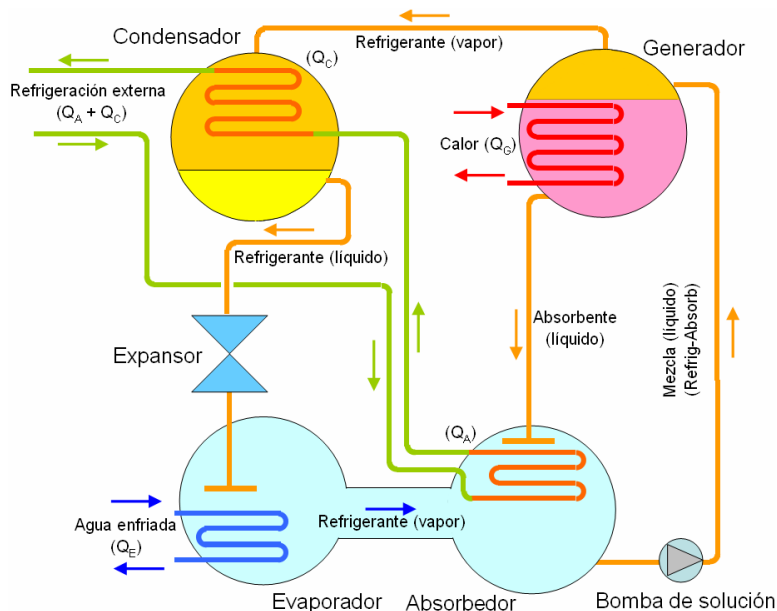 Condensador
Refrigerante (vapor)
Generador
(QC)
Refrigeración externa
(QA + QC)
Calor (QG)
Refrigerante (líquido)
Absorbente
(líquido)
Mezcla (líquido)
(Refrig-Absorb)
Expansor
(QA)
Agua enfriada
(QE)
Refrigerante (vapor)
Evaporador
Absorbedor
Bomba de solución